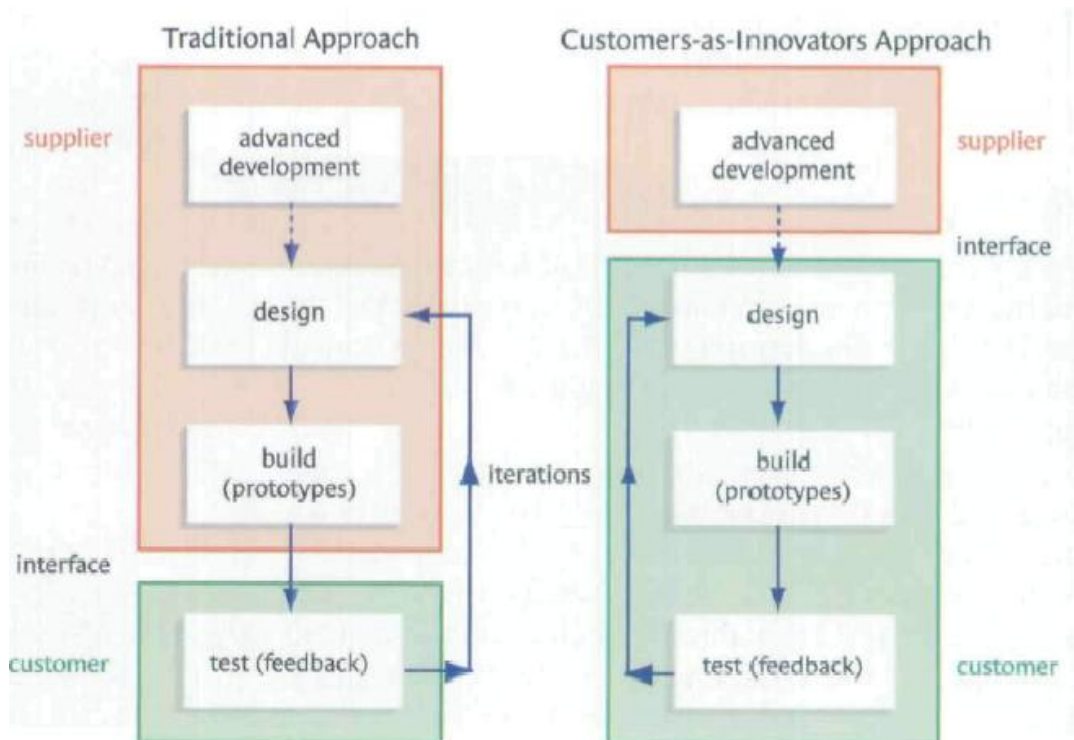 Traditional Approach
Customers-as-Innovators Approach
supplier
advanced
development
design
build
(prototypes)
interface
customer
test (feedback)
iterations
advanced
development
supplier
interface
design
build
(prototypes)
test (feedback)
customer